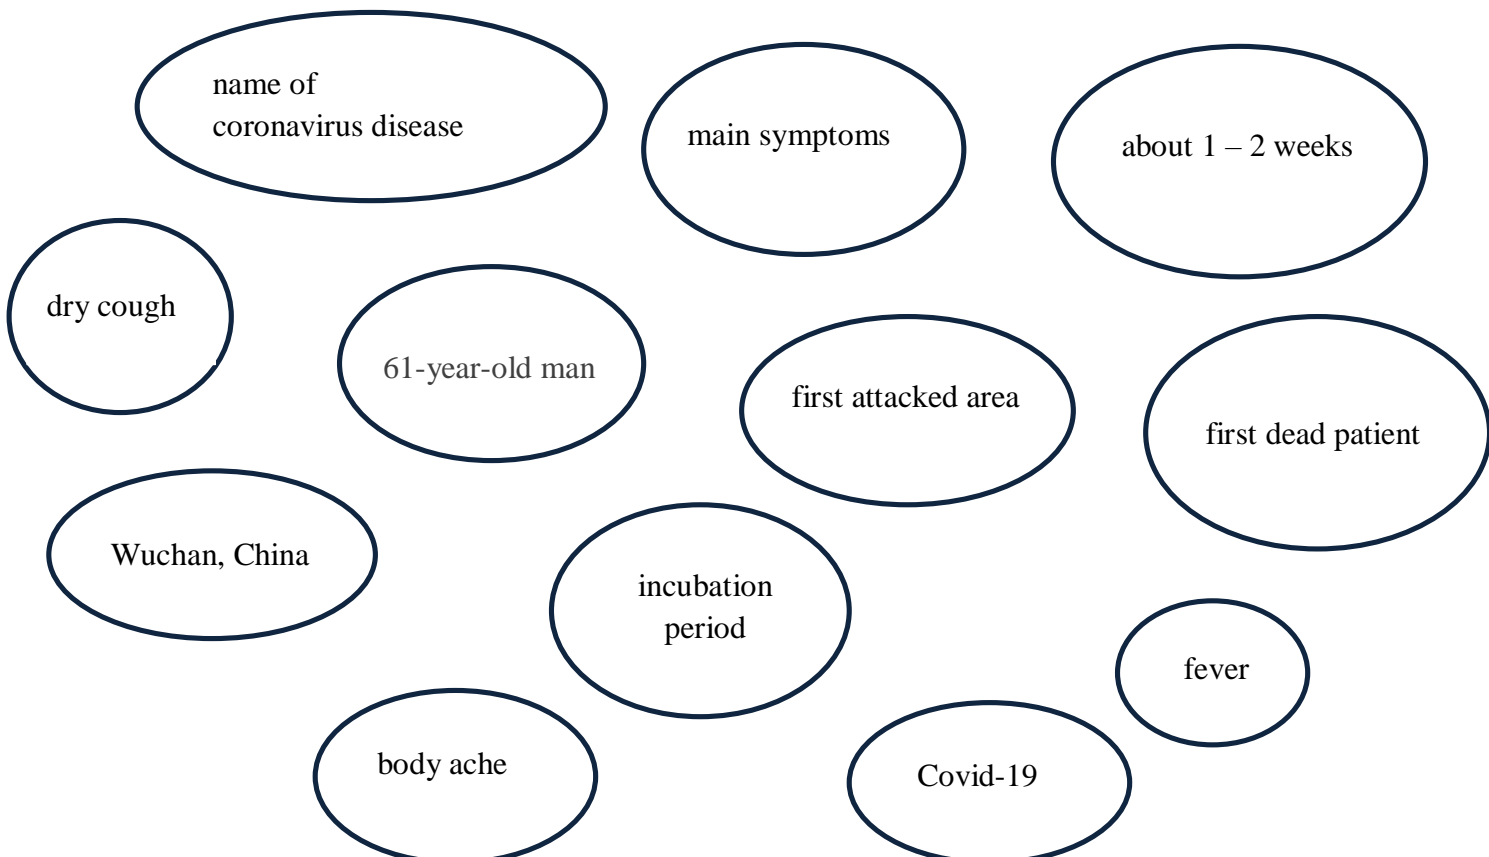 name of
coronavirus disease
main symptoms
about 1 – 2 weeks
dry cough
61-year-old man
first attacked area
first dead patient
Wuchan, China
incubation
period
fever
body ache
Covid-19